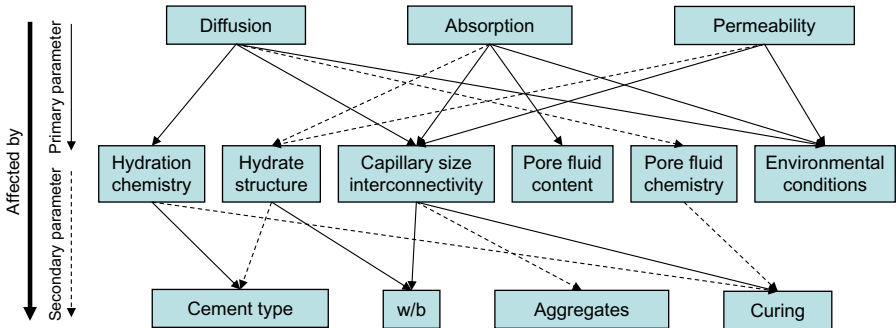 Diffusion
Absorption
Permeability
Affected by
Primary parameter
Secondary parameter
Hydration
chemistry
Hydrate
structure
Capillary size
interconnectivity
Pore fluid
content
Pore fluid
chemistry
Environmental
conditions
Cement type
w/b
Aggregates
Curing